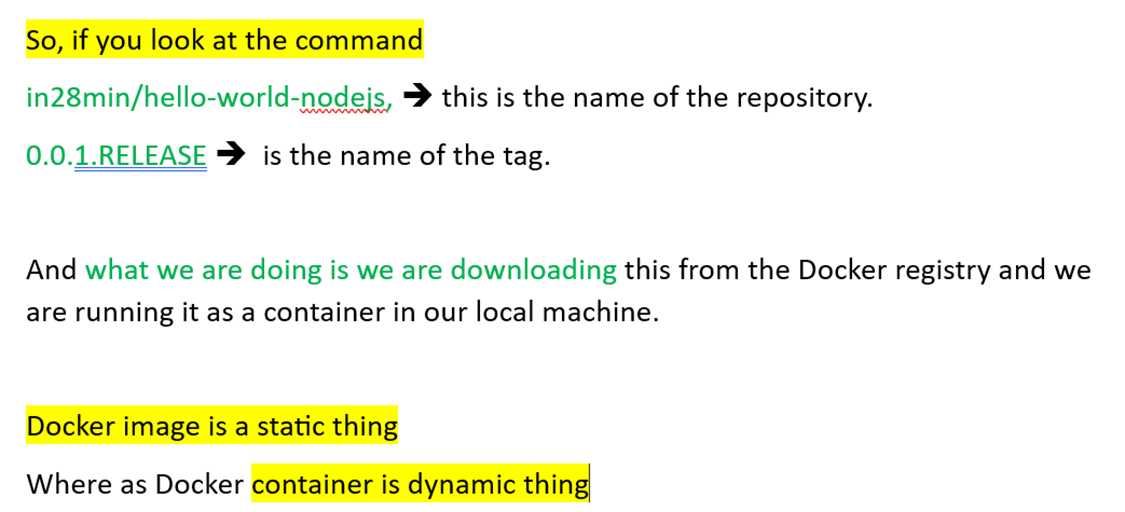 So, if you look at the command
in28min/hello-world-nodejs, ➔ this is the name of the repository.
0.0.1.RELEASE ➔ is the name of the tag.
And what we are doing is we are downloading this from the Docker registry and we
are running it as a container in our local machine.
Docker image is a static thing
Where as Docker container is dynamic thing